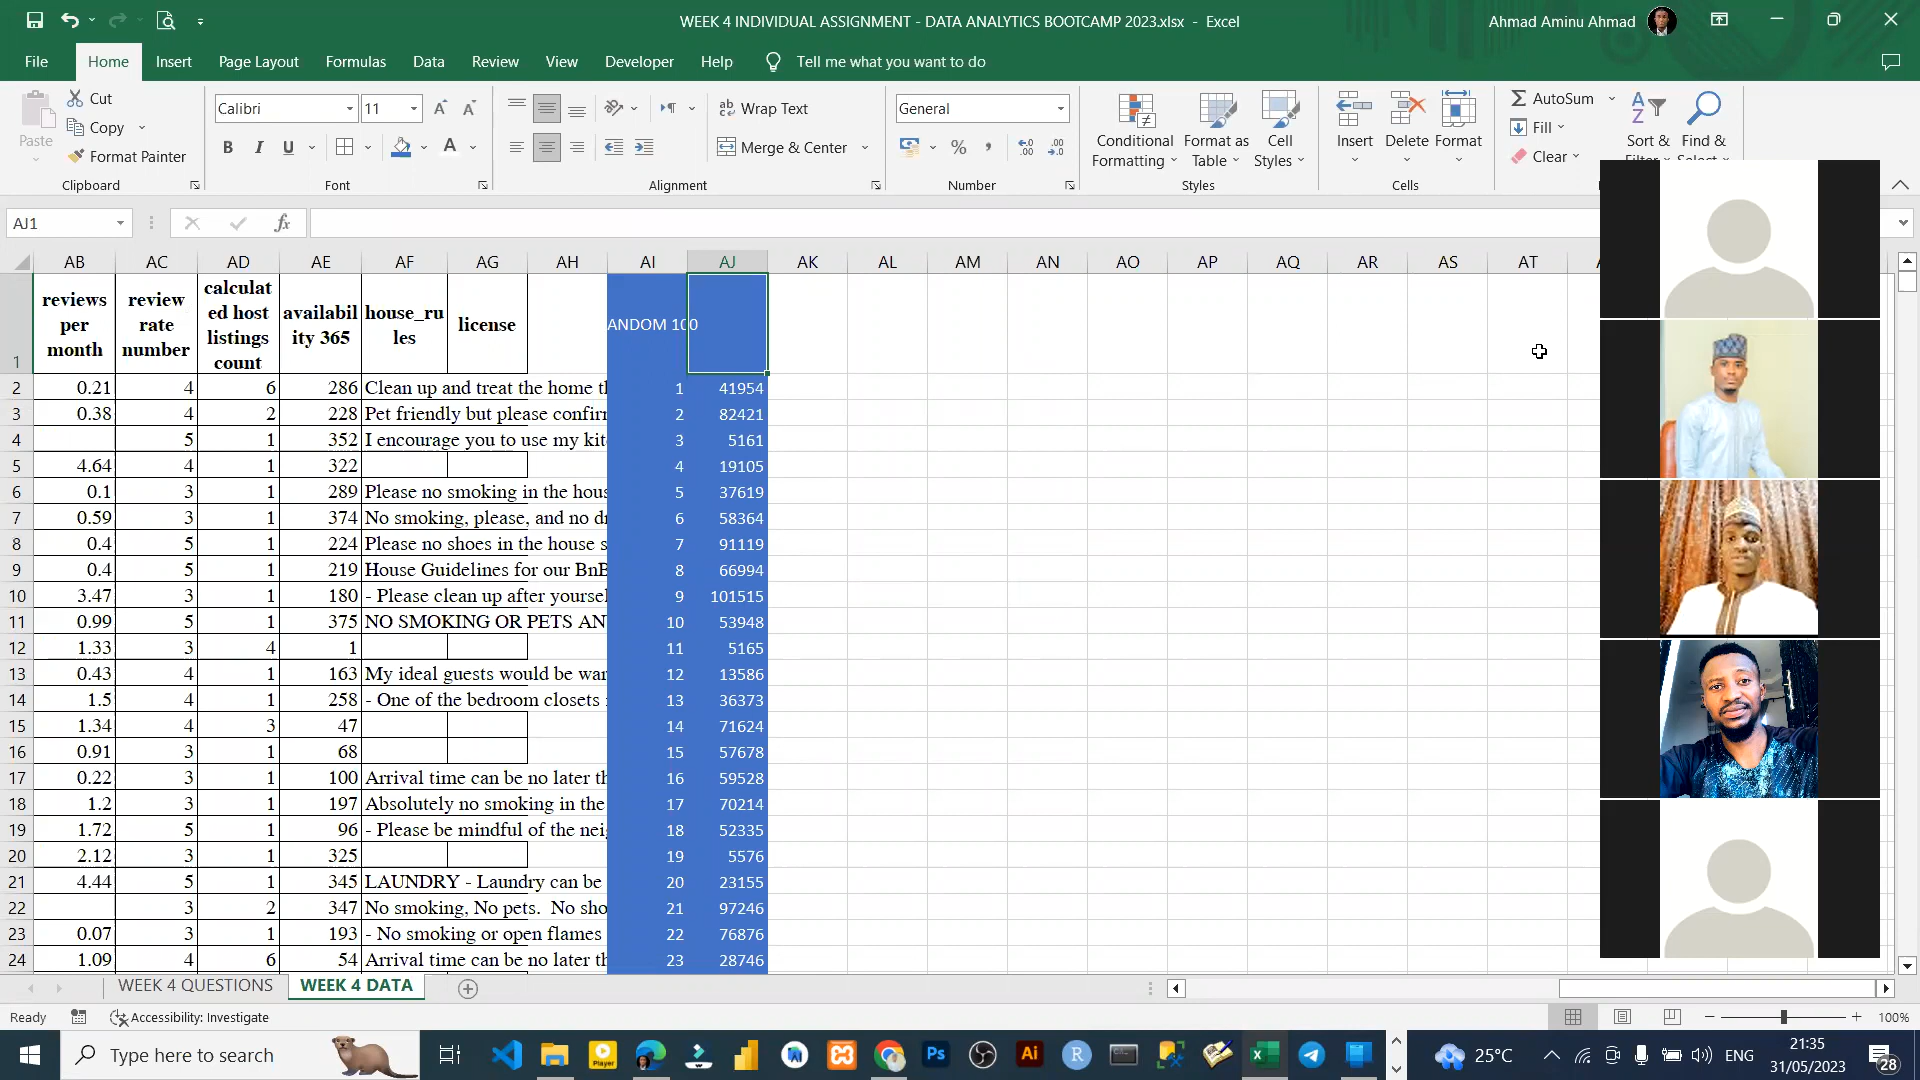 WEEK 4 INDIVIDUAL ASSIGNMENT - DATA ANALYTICS BOOTCAMP 2023.xlsx - Excel
Ahmad Aminu Ahmad
File Home Insert Page Layout Formulas Data Review View Developer Help Tell me what you want to do
Paste
Cut
Copy
Format Painter
Clipboard
Calibri 11
B I U
Font
Wrap Text
Merge & Center
Alignment
General
Number
Conditional Formatting
Format as Table
Cell Styles
Styles
Insert
Delete
Format
Cells
AutoSum
Fill
Clear
Sort &
Find &
AJ1
fx
AB AC AD AE AF AG AH AI AJ AK AL AM AN AO AP AQ AR AS AT
1 reviews per month review rate number calculated host listings count availability 365 house_rules license ANDOM 100
2 0.21 4 6 286 Clean up and treat the home 1 41954
3 0.38 4 2 228 Pet friendly but please 2 82421
4 5 1 352 I encourage you to use my 3 5161
5 4.64 4 1 322 4 19105
6 0.1 3 1 289 Please no smoking in the 5 37619
7 0.59 3 1 374 No smoking, please, and no 6 58364
8 0.4 5 1 224 Please no shoes in the house 7 91119
9 0.4 5 1 219 House Guidelines for our BnB 8 66994
10 3.47 3 1 180 - Please clean up after 9 101515
11 0.99 5 1 375 NO SMOKING OR PETS 10 53948
12 1.33 3 4 1 11 5165
13 0.43 4 1 163 My ideal guests would be 12 13586
14 1.5 4 1 258 - One of the bedroom closets 13 36373
15 1.34 4 3 47 14 71624
16 0.91 3 1 68 15 57678
17 0.22 3 1 100 Arrival time can be no later 16 59528
18 1.2 3 1 197 Absolutely no smoking in the 17 70214
19 1.72 5 1 96 - Please be mindful of the 18 52335
20 2.12 3 1 325 19 5576
21 4.44 5 1 345 LAUNDRY - Laundry can be 20 23155
22 3 2 347 No smoking, No pets. No 21 97246
23 0.07 3 1 193 - No smoking or open flames 22 76876
24 1.09 4 6 54 Arrival time can be no later 23 28746
WEEK 4 QUESTIONS WEEK 4 DATA
Ready Accessibility: Investigate 100%
Type here to search
Player
Ps
Ai
R
25°C
ENG
21:35
31/05/2023
28